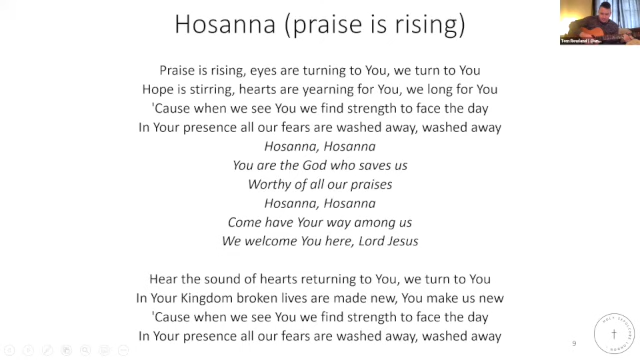 Hosanna (praise is rising)
Praise is rising, eyes are turning to You, we turn to You
Hope is stirring, hearts are yearning for You, we long for You
'Cause when we see You we find strength to face the day
In Your presence all our fears are washed away, washed away
Hosanna, Hosanna
You are the God who saves us
Worthy of all our praises
Hosanna, Hosanna
Come have Your way among us
We welcome You here, Lord Jesus
Hear the sound of hearts returning to You, we turn to You
In Your Kingdom broken lives are made new, You make us new
'Cause when we see You we find strength to face the day
In Your presence all our fears are washed away, washed away
9